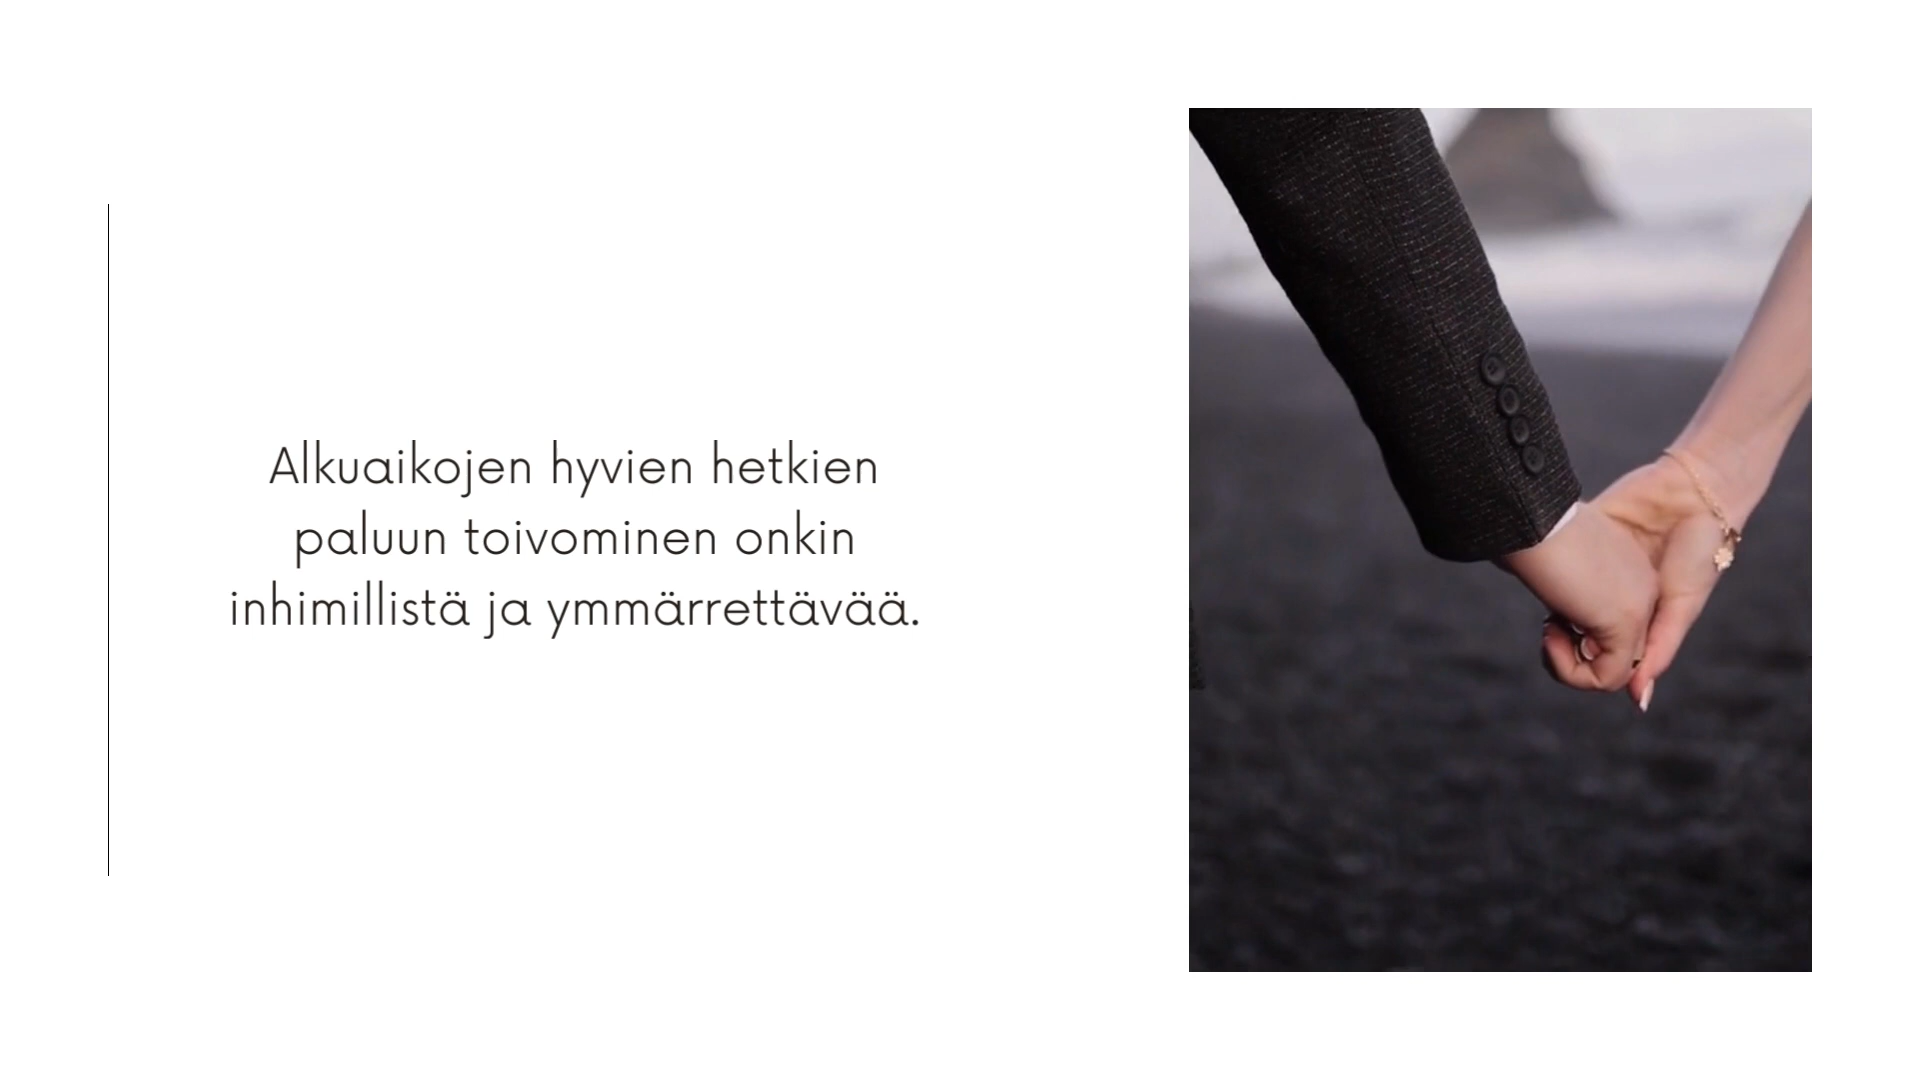 Alkuaikojen hyvien hetkien
paluun toivominen onkin
inhimillistä ja ymmärrettävää.